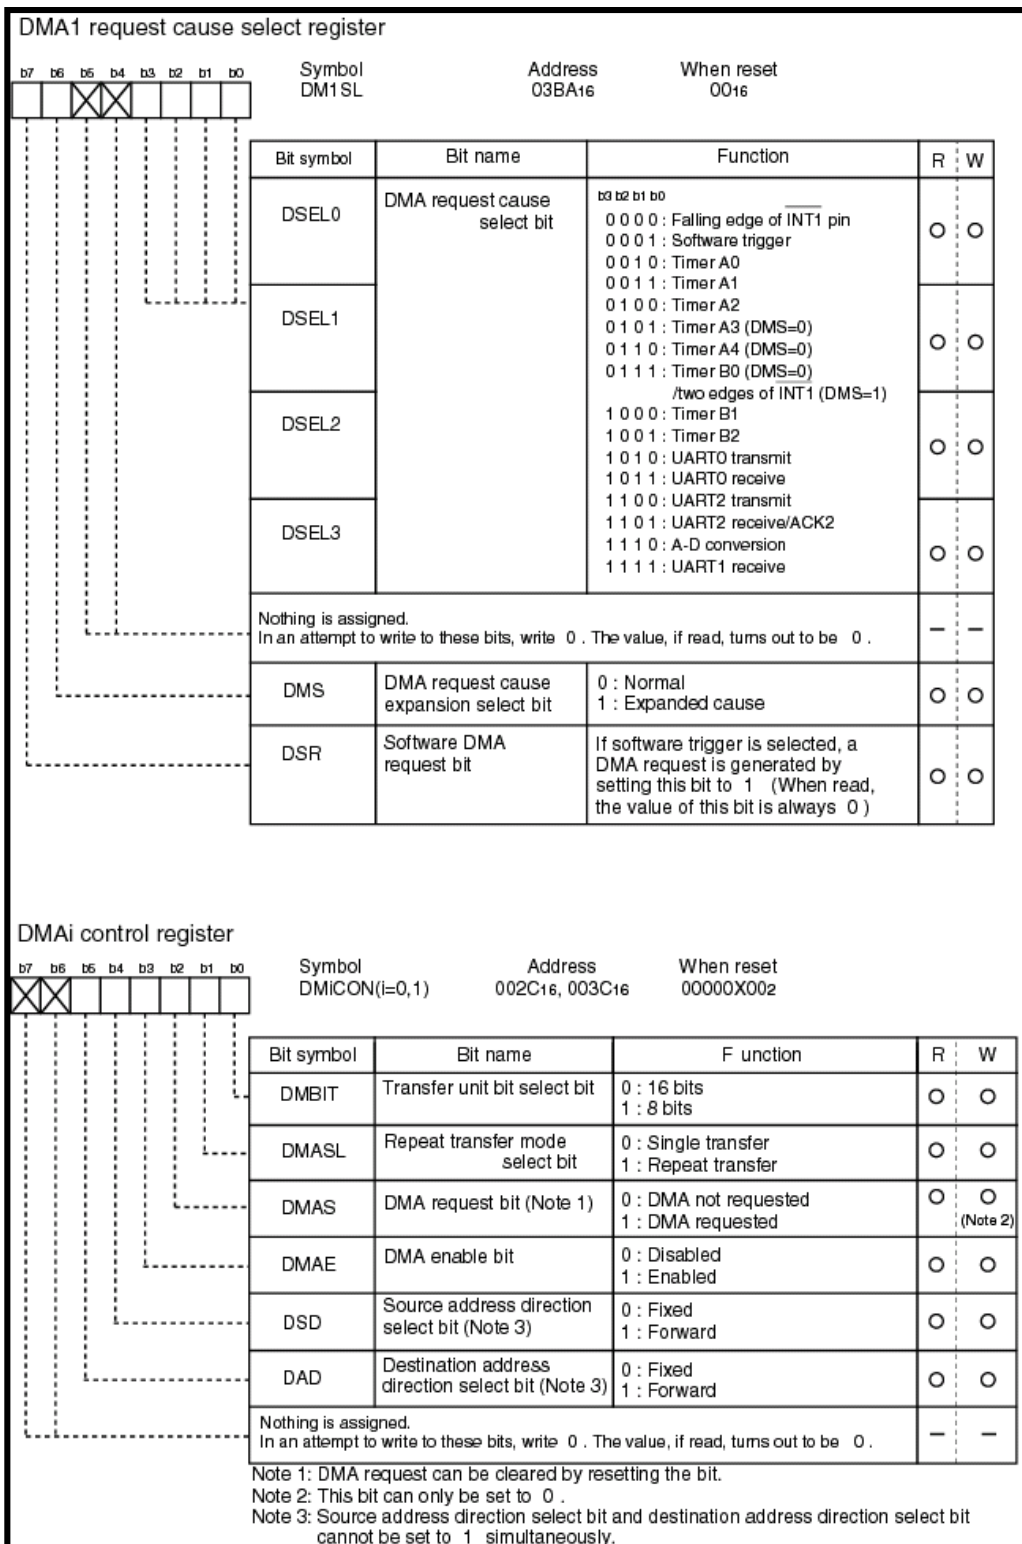 DMA1 request cause select register
b7 b6 b5 b4 b3 b2 b1 b0
Symbol Address When reset
DM1SL 03BA16 0016
Bit symbol Bit name Function R W
DSEL0
DMA request cause
select bit
b3 b2 b1 b0
0 0 0 0 : Falling edge of INT1 pin
0 0 0 1 : Software trigger
0 0 1 0 : Timer A0
0 0 1 1 : Timer A1
0 1 0 0 : Timer A2
0 1 0 1 : Timer A3 (DMS=0)
0 1 1 0 : Timer A4 (DMS=0)
0 1 1 1 : Timer B0 (DMS=0)
/two edges of INT1 (DMS=1)
1 0 0 0 : Timer B1
1 0 0 1 : Timer B2
1 0 1 0 : UART0 transmit
1 0 1 1 : UART0 receive
1 1 0 0 : UART2 transmit
1 1 0 1 : UART2 receive/ACK2
1 1 1 0 : A-D conversion
1 1 1 1 : UART1 receive
DSEL1
DSEL2
DSEL3
Nothing is assigned.
In an attempt to write to these bits, write 0 . The value, if read, turns out to be 0 .
DMS
DMA request cause
expansion select bit
0 : Normal
1 : Expanded cause
DSR
Software DMA
request bit
If software trigger is selected, a
DMA request is generated by
setting this bit to 1 (When read,
the value of this bit is always 0 )
DMAi control register
b7 b6 b5 b4 b3 b2 b1 b0
Symbol Address When reset
DMiCON(i=0,1) 002C16, 003C16 00000X002
Bit symbol Bit name F unction R W
DMBIT
Transfer unit bit select bit
0 : 16 bits
1 : 8 bits
DMASL
Repeat transfer mode
select bit
0 : Single transfer
1 : Repeat transfer
DMAS
DMA request bit (Note 1)
0 : DMA not requested
1 : DMA requested
(Note 2)
DMAE
DMA enable bit
0 : Disabled
1 : Enabled
DSD
Source address direction
select bit (Note 3)
0 : Fixed
1 : Forward
DAD
Destination address
direction select bit (Note 3)
0 : Fixed
1 : Forward
Nothing is assigned.
In an attempt to write to these bits, write 0 . The value, if read, turns out to be 0 .
Note 1: DMA request can be cleared by resetting the bit.
Note 2: This bit can only be set to 0 .
Note 3: Source address direction select bit and destination address direction select bit
cannot be set to 1 simultaneously.